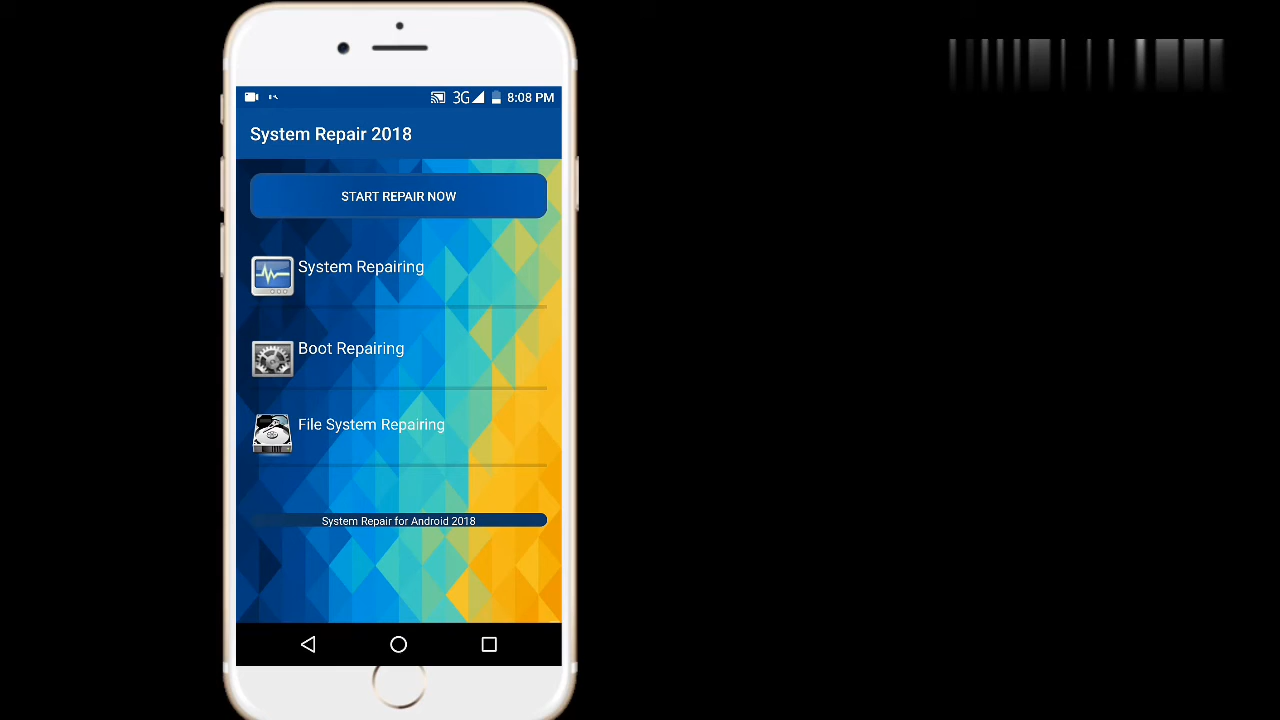 3G 8:08 PM
System Repair 2018
START REPAIR NOW
System Repairing
Boot Repairing
File System Repairing
System Repair for Android 2018